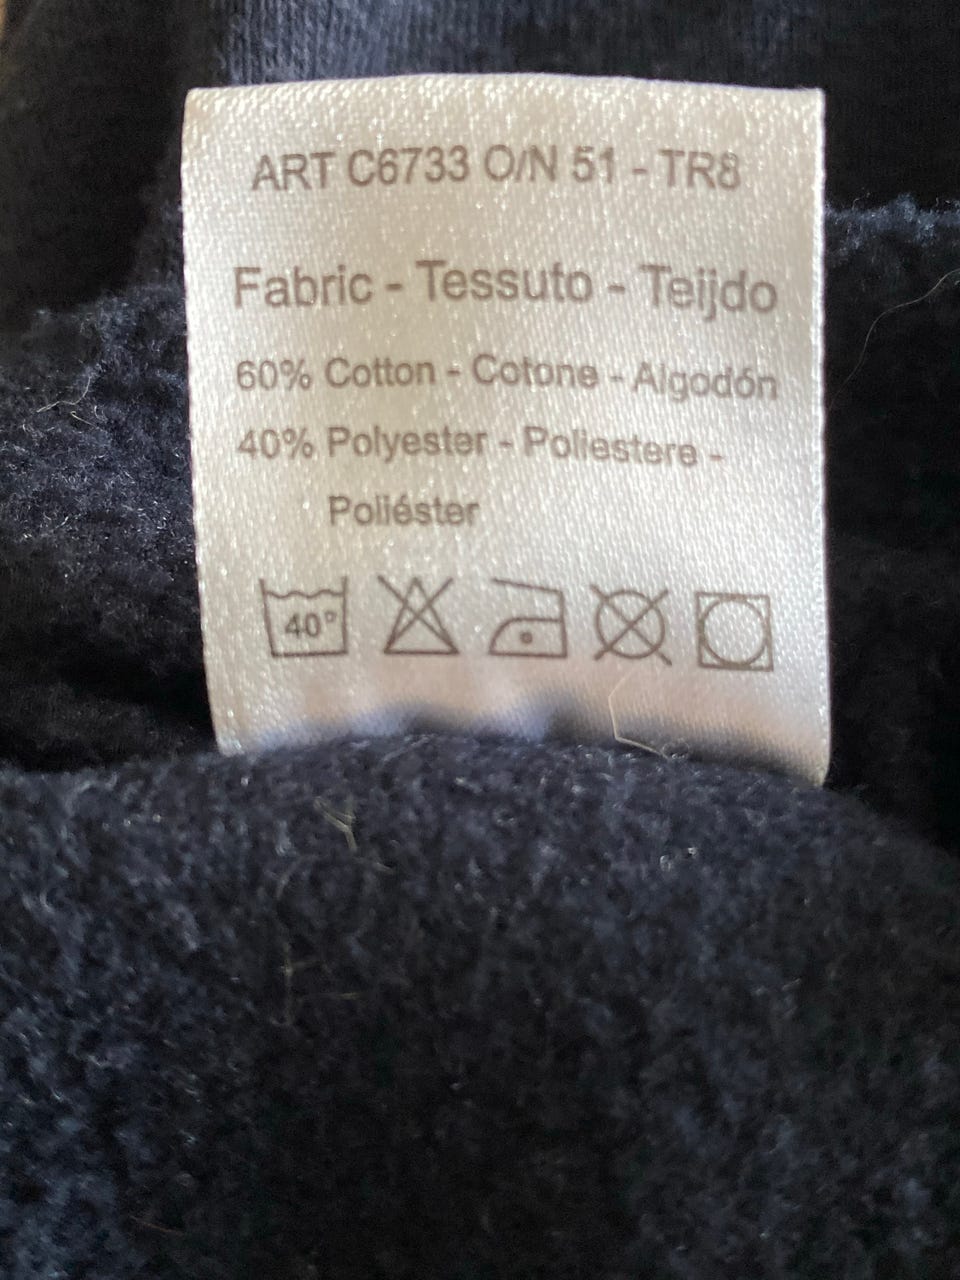 ART C6733 O/N 51 - TR8
Fabric - Tessuto - Teijdo
60% Cotton - Cotone - Algodón
40% Polyester - Poliestere -
Poliéster
40°